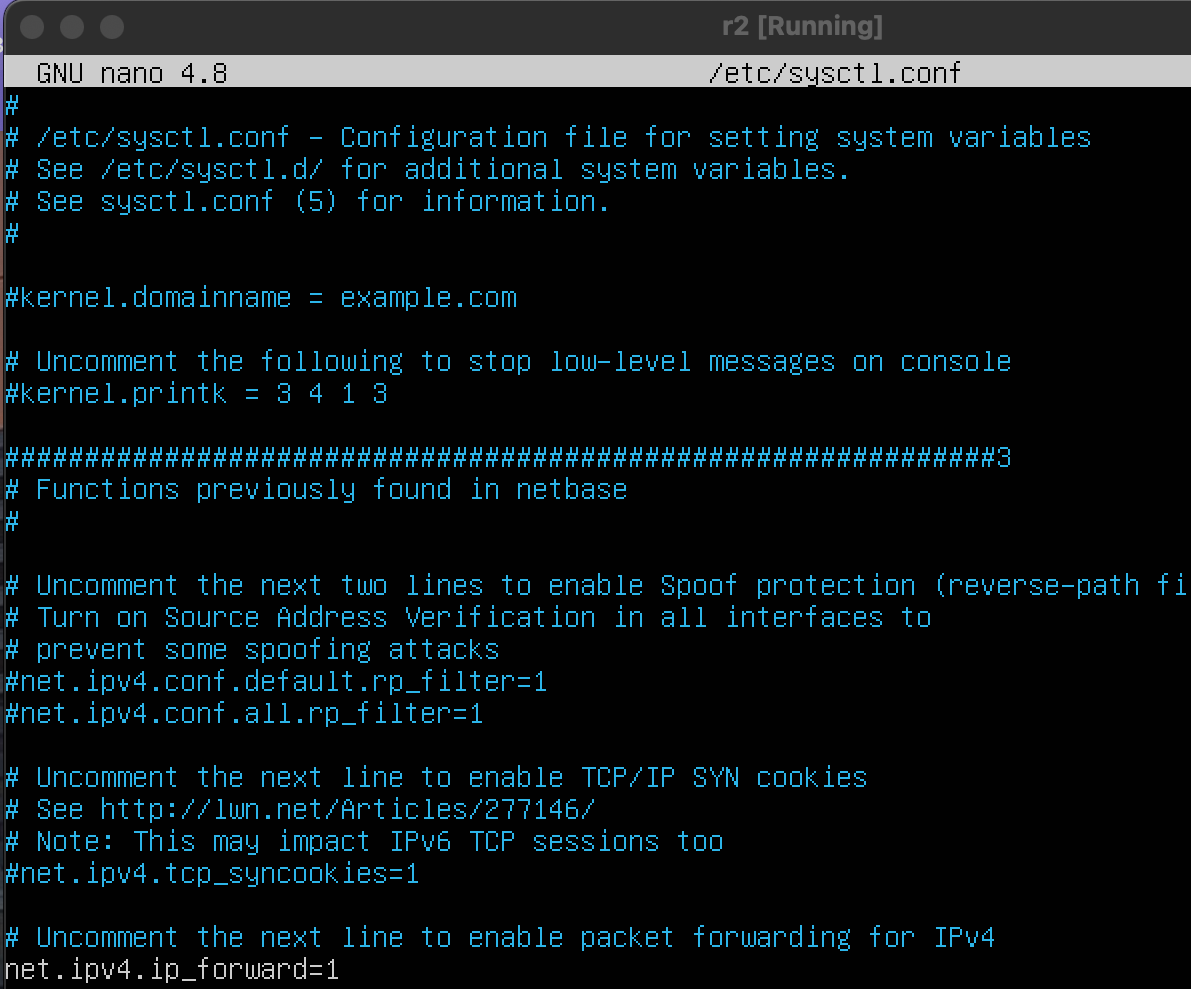 r2 [Running]
GNU nano 4.8 /etc/sysctl.conf
#
# /etc/sysctl.conf - Configuration file for setting system variables
# See /etc/sysctl.d/ for additional system variables.
# See sysctl.conf (5) for information.
#
#kernel.domainname = example.com
# Uncomment the following to stop low-level messages on console
#kernel.printk = 3 4 1 3
##############################################################3
# Functions previously found in netbase
#
# Uncomment the next two lines to enable Spoof protection (reverse-path fi
# Turn on Source Address Verification in all interfaces to
# prevent some spoofing attacks
#net.ipv4.conf.default.rp_filter=1
#net.ipv4.conf.all.rp_filter=1
# Uncomment the next line to enable TCP/IP SYN cookies
# See http://lwn.net/Articles/277146/
# Note: This may impact IPv6 TCP sessions too
#net.ipv4.tcp_syncookies=1
# Uncomment the next line to enable packet forwarding for IPv4
net.ipv4.ip_forward=1